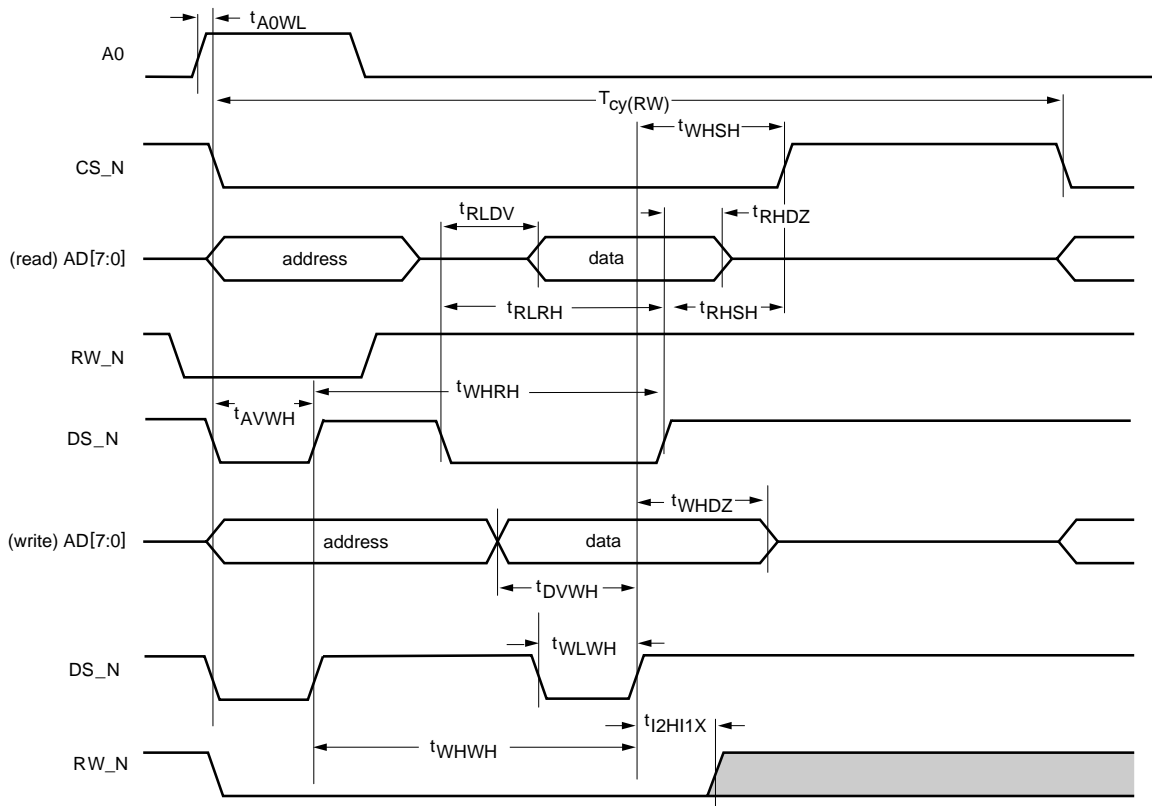 tA0WL
A0
Tcy(RW)
tWHSH
CS_N
tRLDV
tRHDZ
(read) AD[7:0]
address
data
tRLRH
tRHSH
RW_N
tWHRH
tAVWH
DS_N
tWHDZ
(write) AD[7:0]
address
data
tDVWH
tWLWH
DS_N
tI2HI1X
tWHWH
RW_N